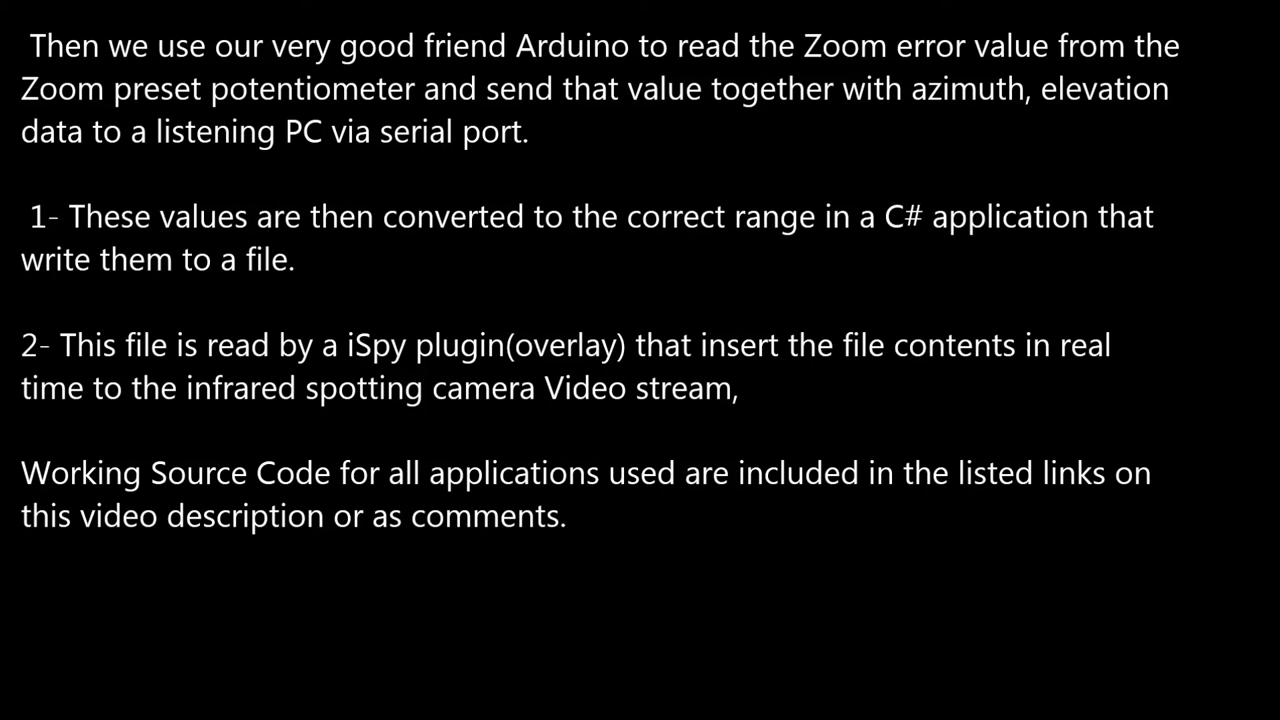 Then we use our very good friend Arduino to read the Zoom error value from the
Zoom preset potentiometer and send that value together with azimuth, elevation
data to a listening PC via serial port.
1- These values are then converted to the correct range in a C# application that
write them to a file.
2- This file is read by a iSpy plugin(overlay) that insert the file contents in real
time to the infrared spotting camera Video stream,
Working Source Code for all applications used are included in the listed links on
this video description or as comments.